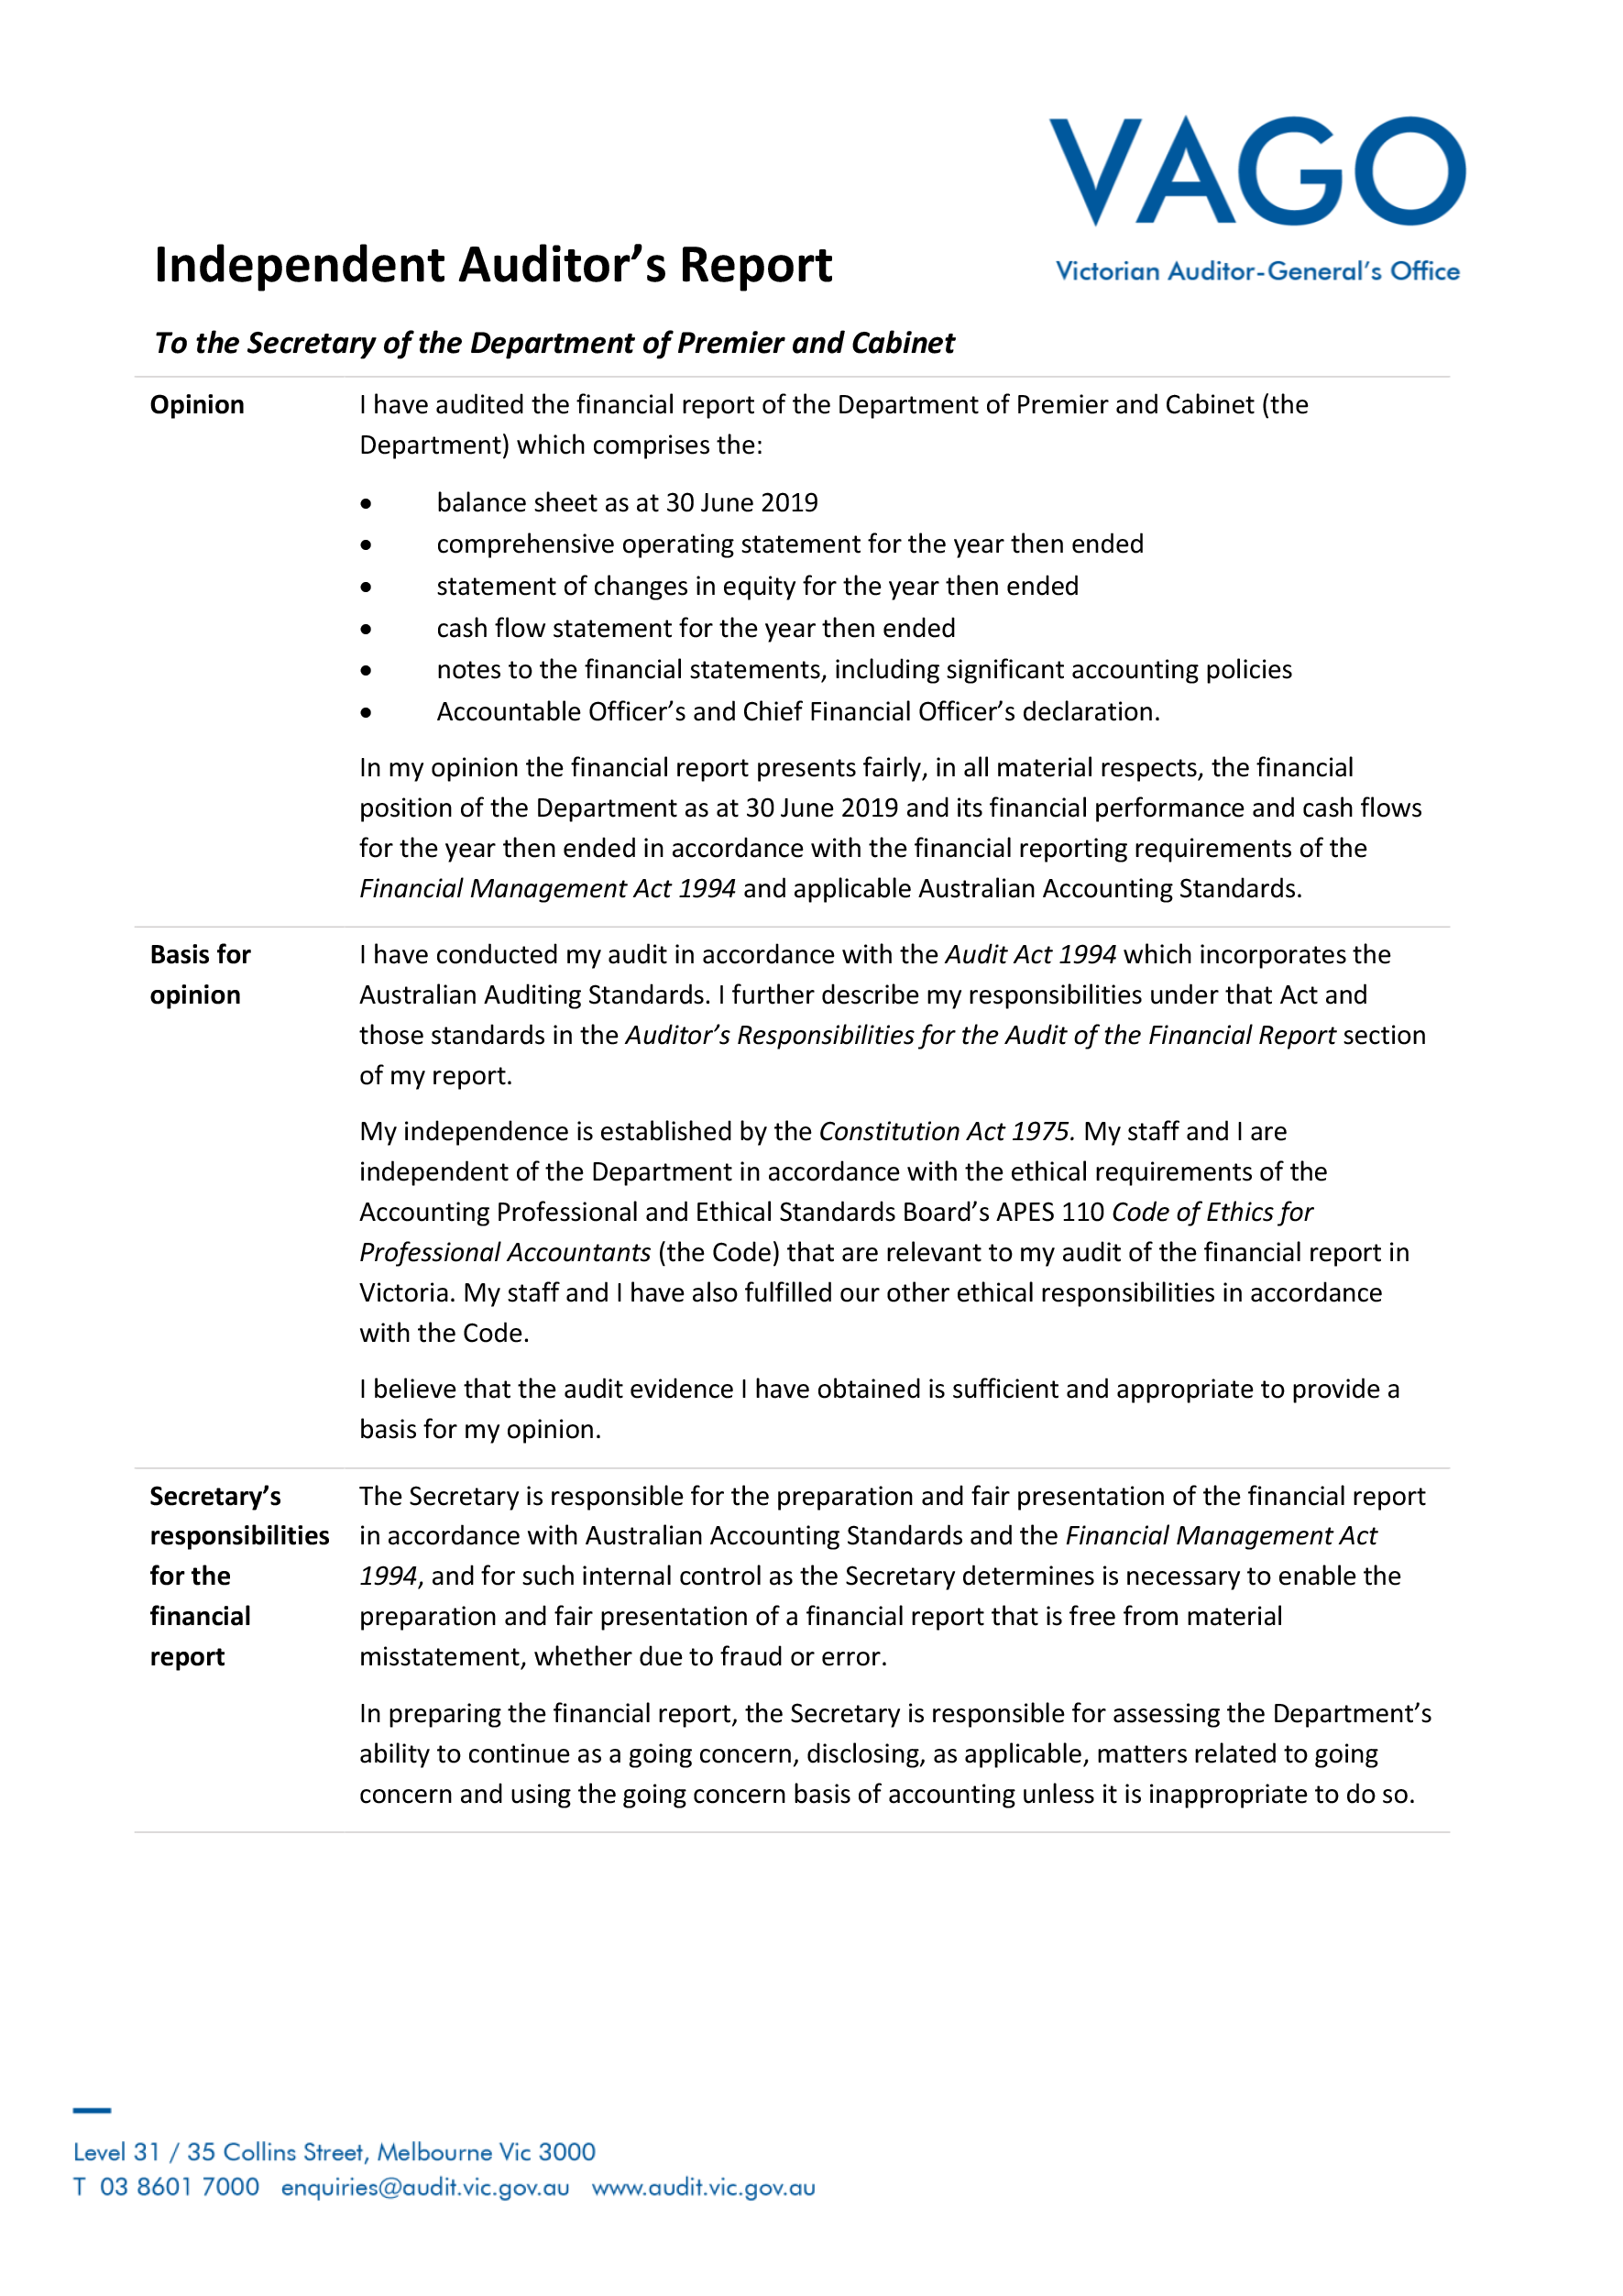 VAGO
Victorian Auditor-General's Office
Independent Auditor’s Report
To the Secretary of the Department of Premier and Cabinet
Opinion
I have audited the financial report of the Department of Premier and Cabinet (the
Department) which comprises the:
• balance sheet as at 30 June 2019
• comprehensive operating statement for the year then ended
• statement of changes in equity for the year then ended
• cash flow statement for the year then ended
• notes to the financial statements, including significant accounting policies
• Accountable Officer’s and Chief Financial Officer’s declaration.
In my opinion the financial report presents fairly, in all material respects, the financial
position of the Department as at 30 June 2019 and its financial performance and cash flows
for the year then ended in accordance with the financial reporting requirements of the
Financial Management Act 1994 and applicable Australian Accounting Standards.
Basis for
opinion
I have conducted my audit in accordance with the Audit Act 1994 which incorporates the
Australian Auditing Standards. I further describe my responsibilities under that Act and
those standards in the Auditor’s Responsibilities for the Audit of the Financial Report section
of my report.
My independence is established by the Constitution Act 1975. My staff and I are
independent of the Department in accordance with the ethical requirements of the
Accounting Professional and Ethical Standards Board’s APES 110 Code of Ethics for
Professional Accountants (the Code) that are relevant to my audit of the financial report in
Victoria. My staff and I have also fulfilled our other ethical responsibilities in accordance
with the Code.
I believe that the audit evidence I have obtained is sufficient and appropriate to provide a
basis for my opinion.
Secretary’s
responsibilities
for the
financial
report
The Secretary is responsible for the preparation and fair presentation of the financial report
in accordance with Australian Accounting Standards and the Financial Management Act
1994, and for such internal control as the Secretary determines is necessary to enable the
preparation and fair presentation of a financial report that is free from material
misstatement, whether due to fraud or error.
In preparing the financial report, the Secretary is responsible for assessing the Department’s
ability to continue as a going concern, disclosing, as applicable, matters related to going
concern and using the going concern basis of accounting unless it is inappropriate to do so.
Level 31 / 35 Collins Street, Melbourne Vic 3000
T 03 8601 7000 enquiries@audit.vic.gov.au www.audit.vic.gov.au